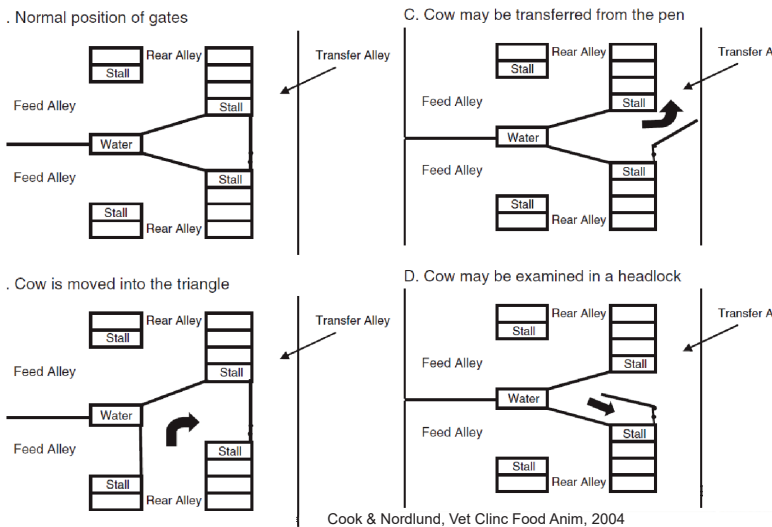 . Normal position of gates
Rear Alley
Stall
Transfer Alley
Feed Alley
Stall
Water
Feed Alley
Stall
Stall
Rear Alley
C. Cow may be transferred from the pen
Rear Alley
Stall
Transfer A
Feed Alley
Stall
Water
Feed Alley
Stall
Stall
Rear Alley
. Cow is moved into the triangle
Rear Alley
Stall
Transfer Alley
Feed Alley
Stall
Water
Feed Alley
Stall
Stall
Rear Alley
D. Cow may be examined in a headlock
Rear Alley
Stall
Transfer A
Feed Alley
Stall
Water
Feed Alley
Stall
Stall
Rear Alley
Cook & Nordlund, Vet Clinc Food Anim, 2004